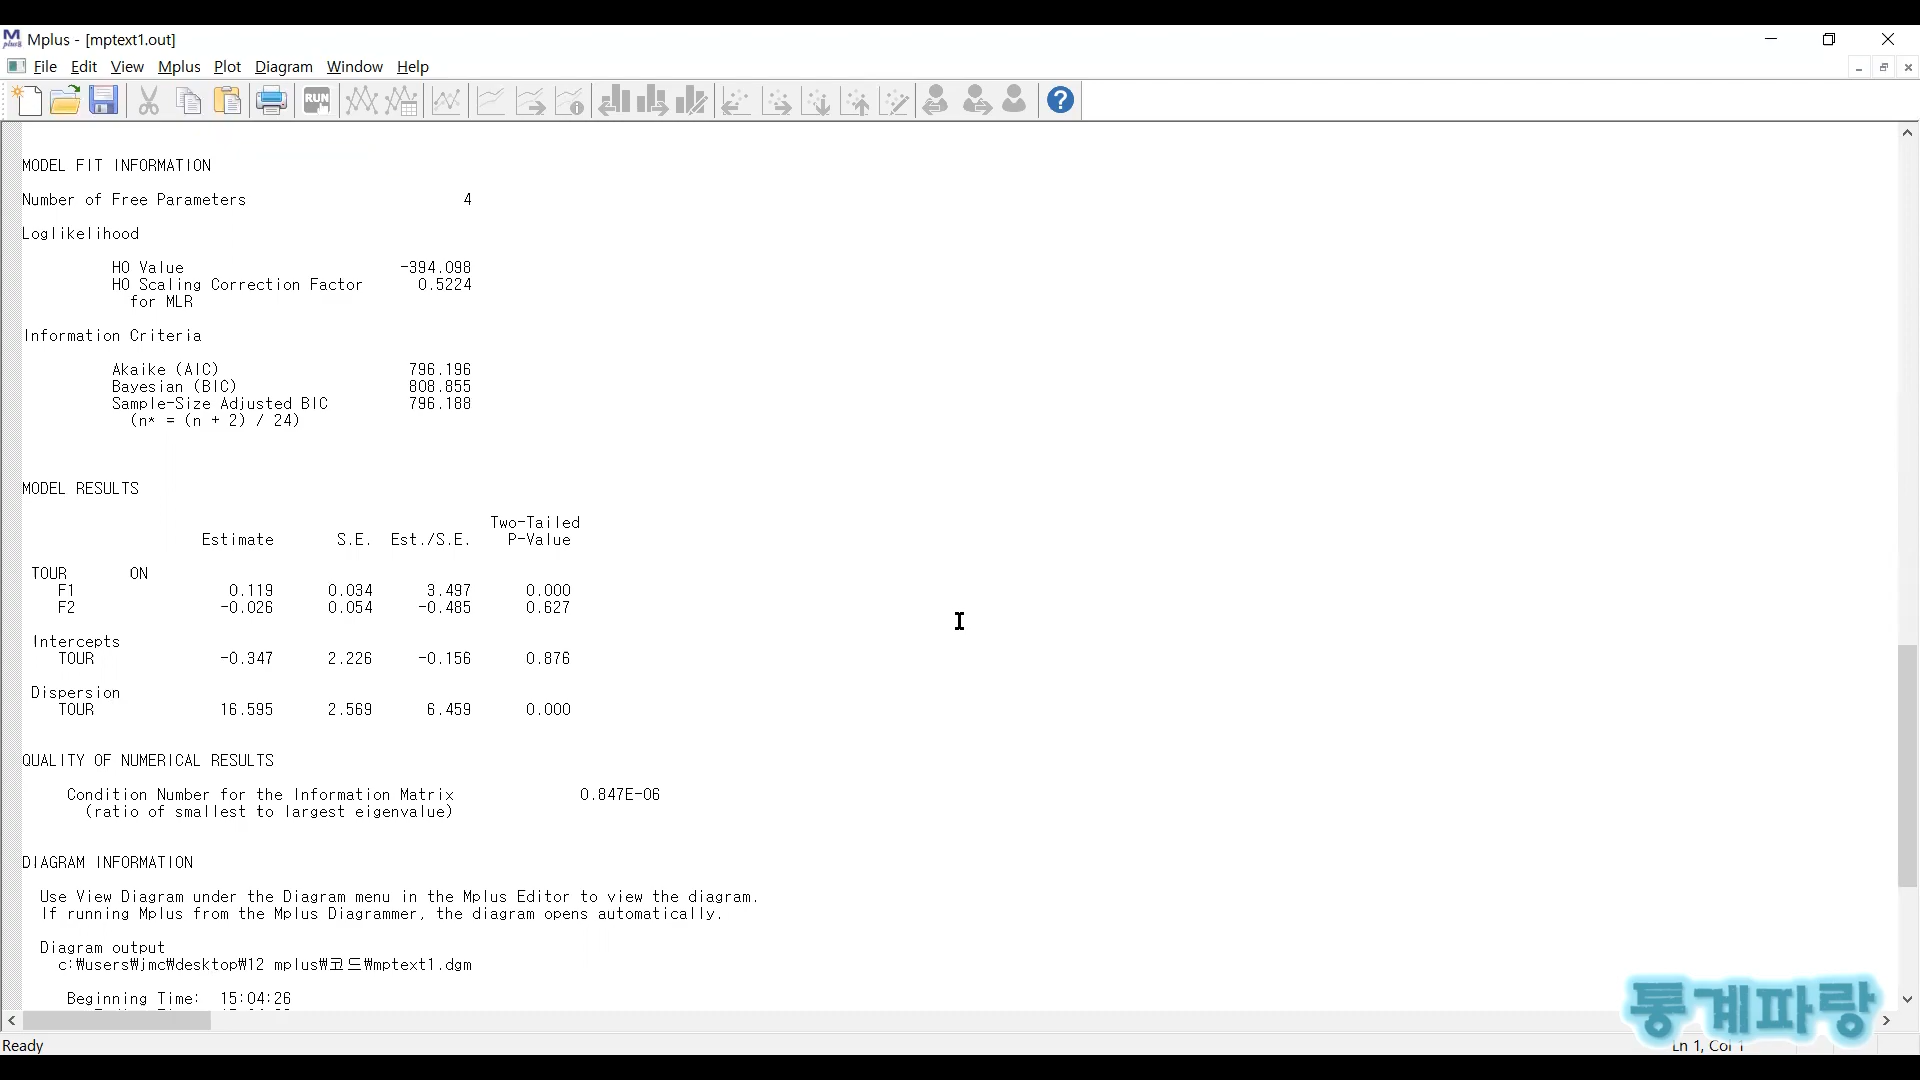 Mplus - [mptext1.out]
File Edit View Mplus Plot Diagram Window Help
RUN
MODEL FIT INFORMATION
Number of Free Parameters 4
Loglikelihood
H0 Value -394.098
H0 Scaling Correction Factor 0.5224
for MLR
Information Criteria
Akaike (AIC) 796.196
Bayesian (BIC) 808.855
Sample-Size Adjusted BIC 796.188
(n* = (n + 2) / 24)
MODEL RESULTS
Two-Tailed
Estimate S.E. Est./S.E. P-Value
TOUR ON
F1 0.119 0.034 3.497 0.000
F2 -0.026 0.054 -0.485 0.627
Intercepts
TOUR -0.347 2.226 -0.156 0.876
Dispersion
TOUR 16.595 2.569 6.459 0.000
QUALITY OF NUMERICAL RESULTS
Condition Number for the Information Matrix 0.847E-06
(ratio of smallest to largest eigenvalue)
DIAGRAM INFORMATION
Use View Diagram under the Diagram menu in the Mplus Editor to view the diagram.
If running Mplus from the Mplus Diagrammer, the diagram opens automatically.
Diagram output
c:₩users₩jmc₩desktop₩12 mplus₩코드₩mptext1.dgm
Beginning Time: 15:04:26
통계파랑
Ready
Ln 1, Col 1